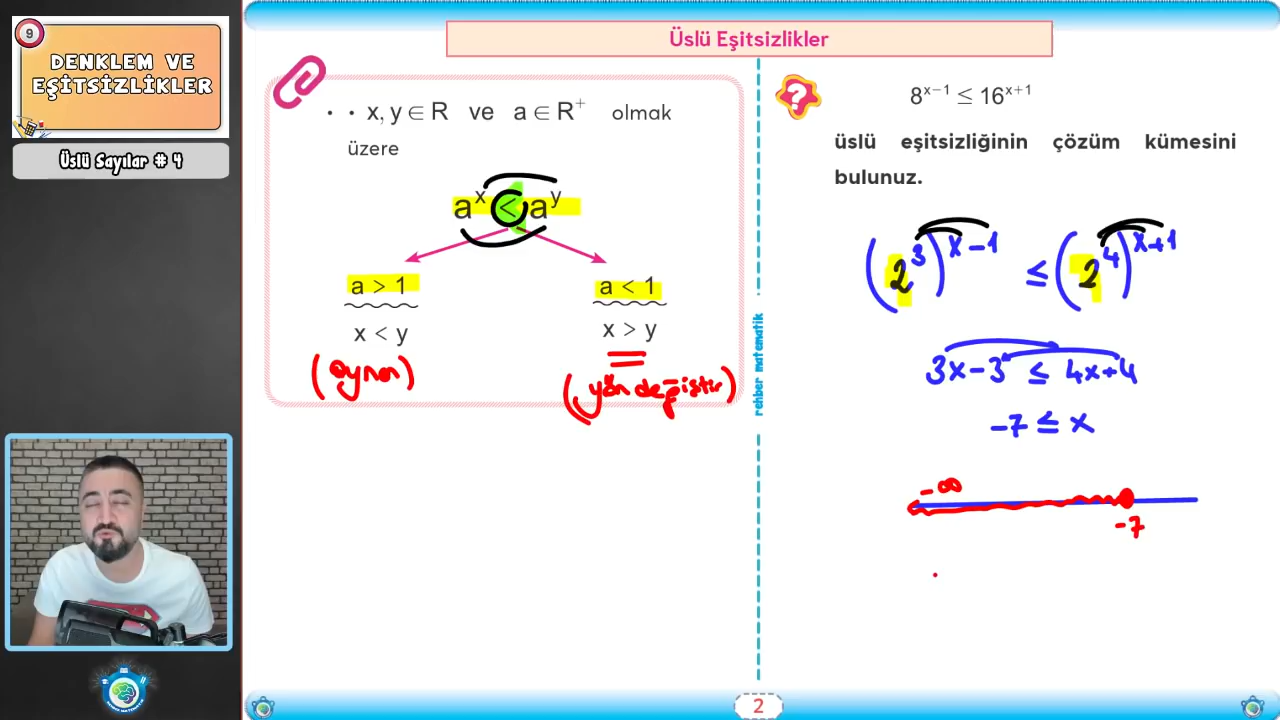 9
DENKLEM VE
EŞİTSİZLİKLER
Üslü Sayılar # 4
Üslü Eşitsizlikler
• • x, y ∈ R ve a ∈ R⁺ olmak
üzere
aˣ < aʸ
a > 1
x < y
(aynen)
a < 1
x > y
(yön değiştir)
rehber matematik
?
8ˣ⁻¹ ≤ 16ˣ⁺¹
üslü eşitsizliğinin çözüm kümesini
bulunuz.
(2³)ˣ⁻¹ ≤ (2⁴)ˣ⁺¹
3x-3 ≤ 4x+4
-7 ≤ x
-∞
-7
2